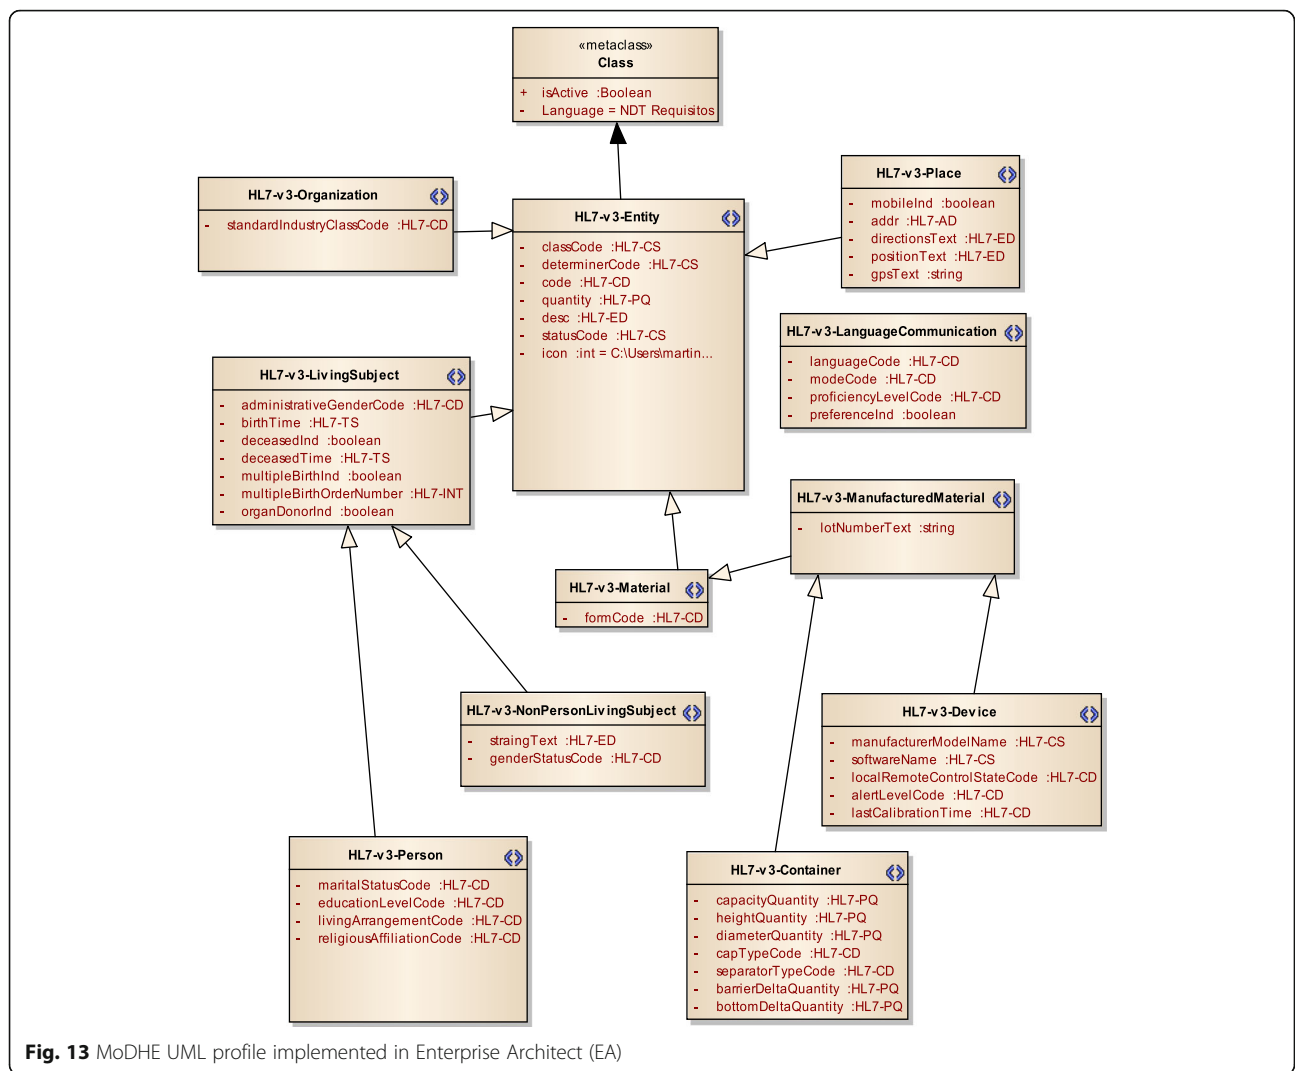 «metaclass»
Class
+ isActive :Boolean
- Language = NDT Requisitos
HL7-v3-Organization
- standardIndustryClassCode :HL7-CD
HL7-v3-Entity
- classCode :HL7-CS
- determinerCode :HL7-CS
- code :HL7-CD
- quantity :HL7-PQ
- desc :HL7-ED
- statusCode :HL7-CS
- icon :int = C:\Users\martin...
HL7-v3-Place
- mobileInd :boolean
- addr :HL7-AD
- directionsText :HL7-ED
- positionText :HL7-ED
- gpsText :string
HL7-v3-LanguageCommunication
- languageCode :HL7-CD
- modeCode :HL7-CD
- proficiencyLevelCode :HL7-CD
- preferenceInd :boolean
HL7-v3-LivingSubject
- administrativeGenderCode :HL7-CD
- birthTime :HL7-TS
- deceasedInd :boolean
- deceasedTime :HL7-TS
- multipleBirthInd :boolean
- multipleBirthOrderNumber :HL7-INT
- organDonorInd :boolean
HL7-v3-ManufacturedMaterial
- lotNumberText :string
HL7-v3-Material
- formCode :HL7-CD
HL7-v3-NonPersonLivingSubject
- straingText :HL7-ED
- genderStatusCode :HL7-CD
HL7-v3-Device
- manufacturerModelName :HL7-CS
- softwareName :HL7-CS
- localRemoteControlStateCode :HL7-CD
- alertLevelCode :HL7-CD
- lastCalibrationTime :HL7-CD
HL7-v3-Person
- maritalStatusCode :HL7-CD
- educationLevelCode :HL7-CD
- livingArrangementCode :HL7-CD
- religiousAffiliationCode :HL7-CD
HL7-v3-Container
- capacityQuantity :HL7-PQ
- heightQuantity :HL7-PQ
- diameterQuantity :HL7-PQ
- capTypeCode :HL7-CD
- separatorTypeCode :HL7-CD
- barrierDeltaQuantity :HL7-PQ
- bottomDeltaQuantity :HL7-PQ
Fig. 13 MoDHE UML profile implemented in Enterprise Architect (EA)